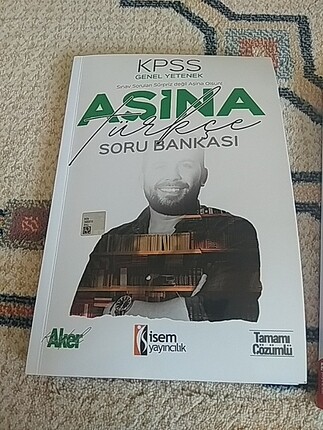 KPSS
GENEL YETENEK
Sınav Soruları Sürpriz değil Aşina Olsun!
AŞİNA
Türkçe
SORU BANKASI
Aker
isem
yayıncılık
Tamamı
Çözümlü